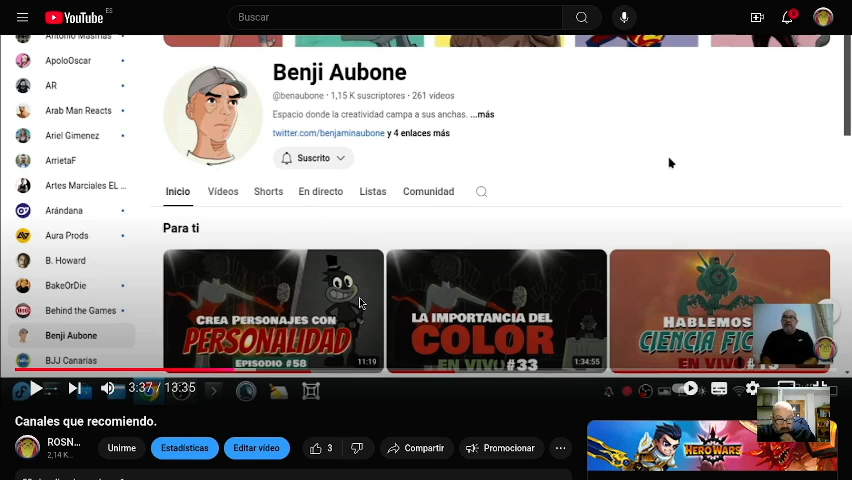 YouTube ES
Buscar
8
Antonio Masmas
ApoloOscar
AR
Arab Man Reacts
Ariel Gimenez
ArrietaF
Artes Marciales EL ...
Arándana
Aura Prods
B. Howard
BakeOrDie
Behind the Games
Benji Aubone
BJJ Canarias
Benji Aubone
@benaubone · 1,15 K suscriptores · 261 vídeos
Espacio donde la creatividad campa a sus anchas. ...más
twitter.com/benjaminaubone y 4 enlaces más
Suscrito
Inicio Vídeos Shorts En directo Listas Comunidad
Para ti
CREA PERSONAJES CON
PERSONALIDAD
EPISODIO #58
11:19
LA IMPORTANCIA DEL
COLOR
EN VIVO #33
1:34:55
HABLEMOS
CIENCIA FIC
EN VIVO
3:37 / 13:35
Canales que recomiendo.
ROSN...
2,14 K...
Unirme
Estadísticas
Editar vídeo
3
Compartir
Promocionar
HERO WARS